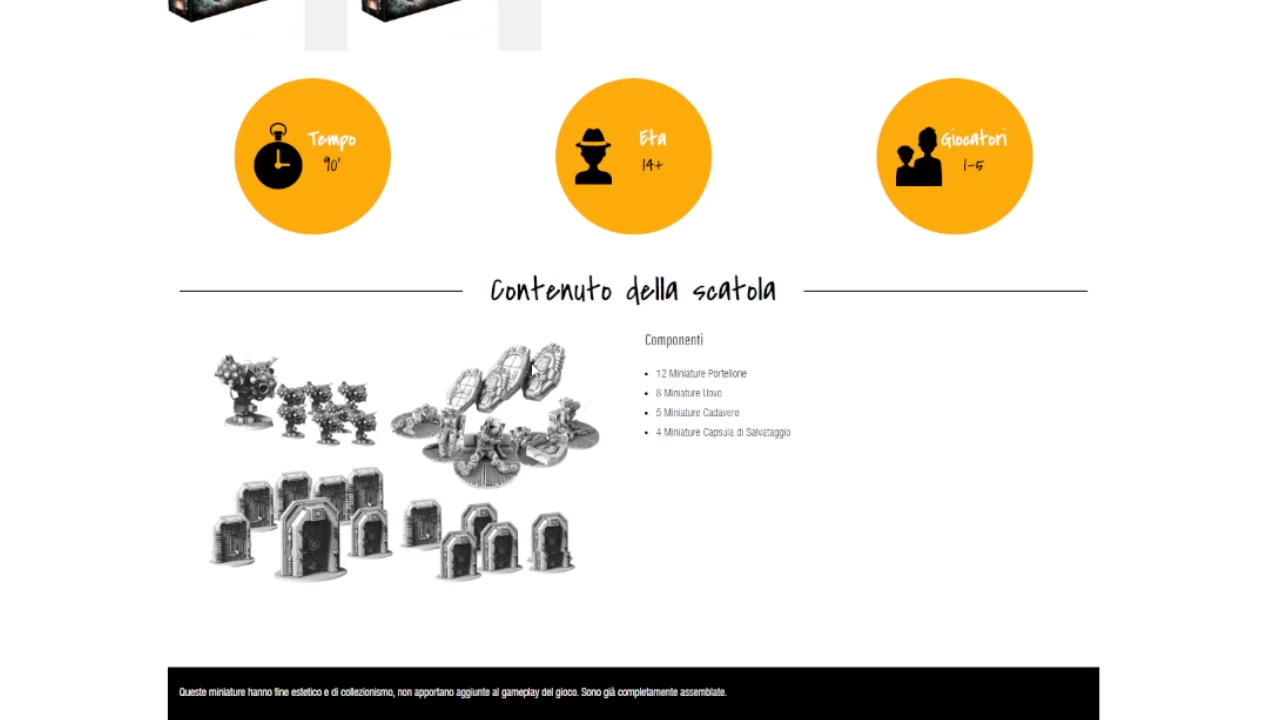 Tempo
90'
Eta
14+
Giocatori
1-5
Contenuto della scatola
Componenti
12 Miniature Portellone
8 Miniature Uovo
5 Miniature Cadavere
4 Miniature Capsula di Salvataggio
Queste miniature hanno fine estetico e di collezionismo, non apportano aggiunte al gameplay del gioco. Sono già completamente assemblate.